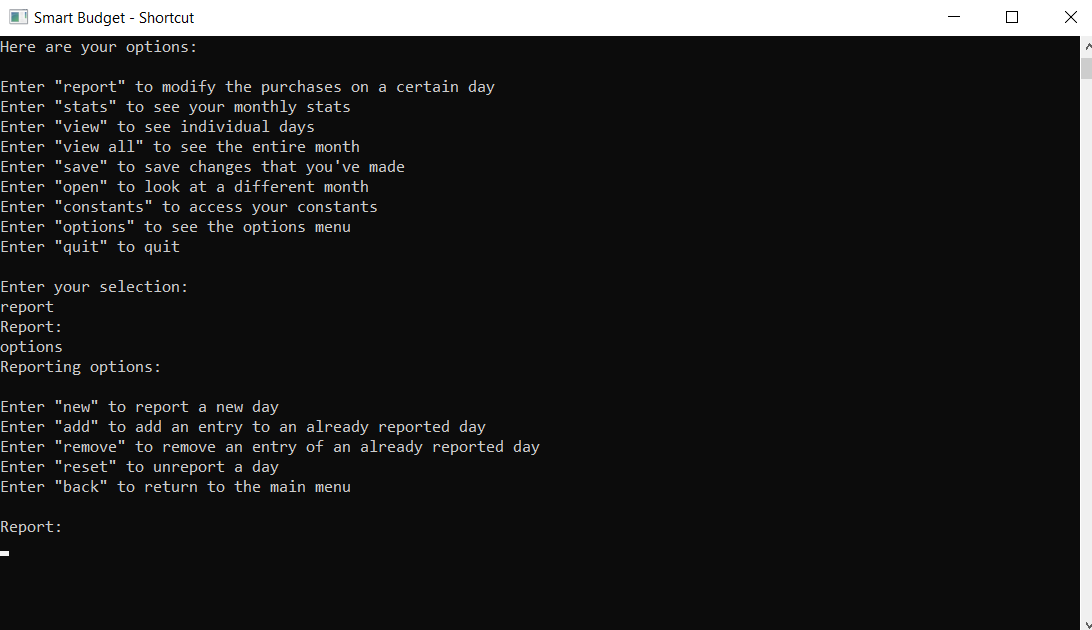 Smart Budget - Shortcut
Here are your options:
Enter "report" to modify the purchases on a certain day
Enter "stats" to see your monthly stats
Enter "view" to see individual days
Enter "view all" to see the entire month
Enter "save" to save changes that you've made
Enter "open" to look at a different month
Enter "constants" to access your constants
Enter "options" to see the options menu
Enter "quit" to quit
Enter your selection:
report
Report:
options
Reporting options:
Enter "new" to report a new day
Enter "add" to add an entry to an already reported day
Enter "remove" to remove an entry of an already reported day
Enter "reset" to unreport a day
Enter "back" to return to the main menu
Report: